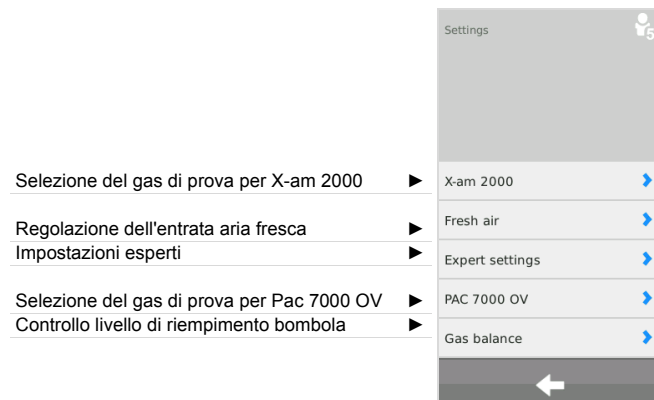 Settings
5
Selezione del gas di prova per X-am 2000 ►
X-am 2000
Regolazione dell'entrata aria fresca ►
Fresh air
Impostazioni esperti ►
Expert settings
Selezione del gas di prova per Pac 7000 OV ►
PAC 7000 OV
Controllo livello di riempimento bombola ►
Gas balance